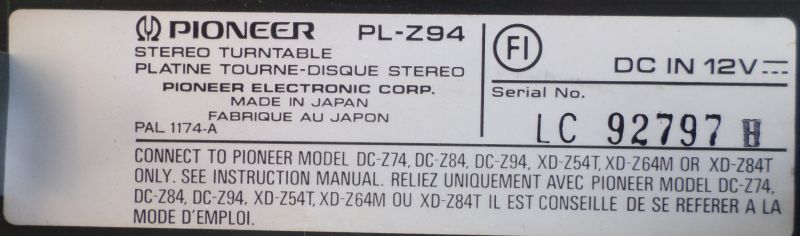 PIONEER PL-Z94
STEREO TURNTABLE
PLATINE TOURNE-DISQUE STEREO
PIONEER ELECTRONIC CORP.
MADE IN JAPAN
FABRIQUE AU JAPON
PAL 1174-A
FI
DC IN 12V
Serial No.
LC 92797 H
CONNECT TO PIONEER MODEL DC-Z74, DC-Z84, DC-Z94, XD-Z54T, XD-Z64M OR XD-Z84T
ONLY. SEE INSTRUCTION MANUAL. RELIEZ UNIQUEMENT AVEC PIONEER MODEL DC-Z74,
DC-Z84, DC-Z94, XD-Z54T, XD-Z64M OU XD-Z84T IL EST CONSEILLE DE SE REFERER A LA
MODE D'EMPLOI.